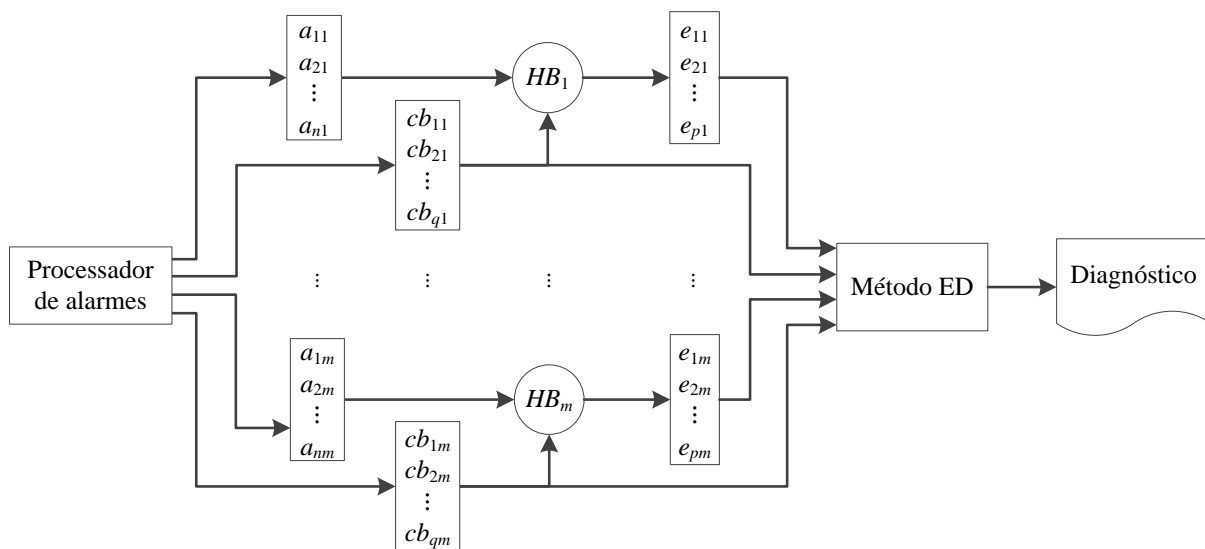 a11
a21
⋮
an1
HB1
e11
e21
⋮
ep1
cb11
cb21
⋮
cbq1
Processador
de alarmes
⋮
⋮
⋮
⋮
Método ED
Diagnóstico
a1m
a2m
⋮
anm
HBm
e1m
e2m
⋮
epm
cb1m
cb2m
⋮
cbqm